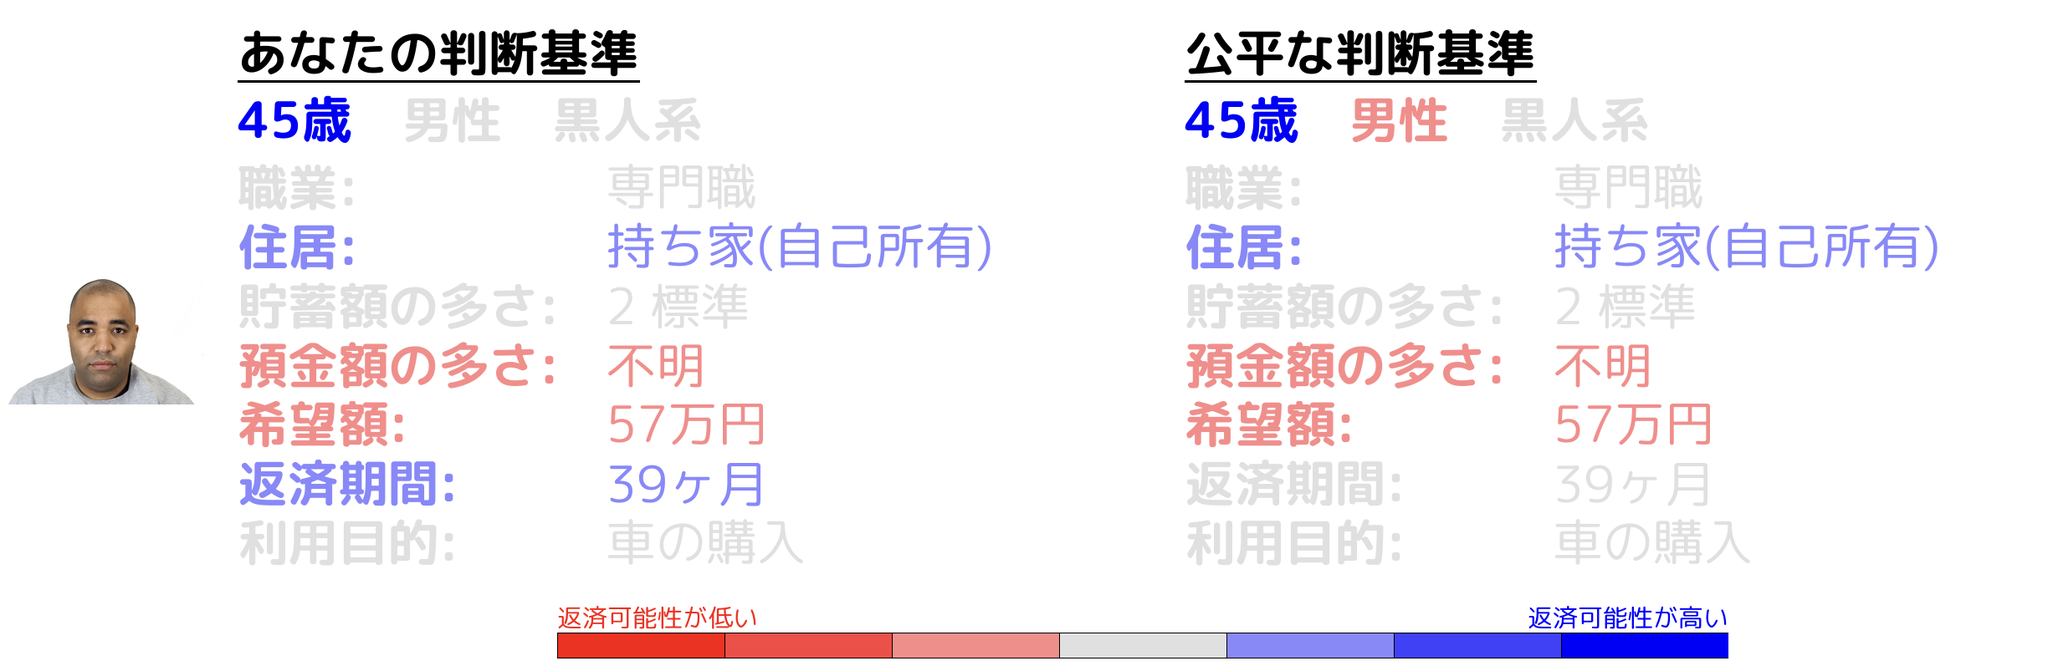 あなたの判断基準
45歳 男性 黒人系
職業: 専門職
住居: 持ち家(自己所有)
貯蓄額の多さ: 2 標準
預金額の多さ: 不明
希望額: 57万円
返済期間: 39ヶ月
利用目的: 車の購入
公平な判断基準
45歳 男性 黒人系
職業: 専門職
住居: 持ち家(自己所有)
貯蓄額の多さ: 2 標準
預金額の多さ: 不明
希望額: 57万円
返済期間: 39ヶ月
利用目的: 車の購入
返済可能性が低い
返済可能性が高い